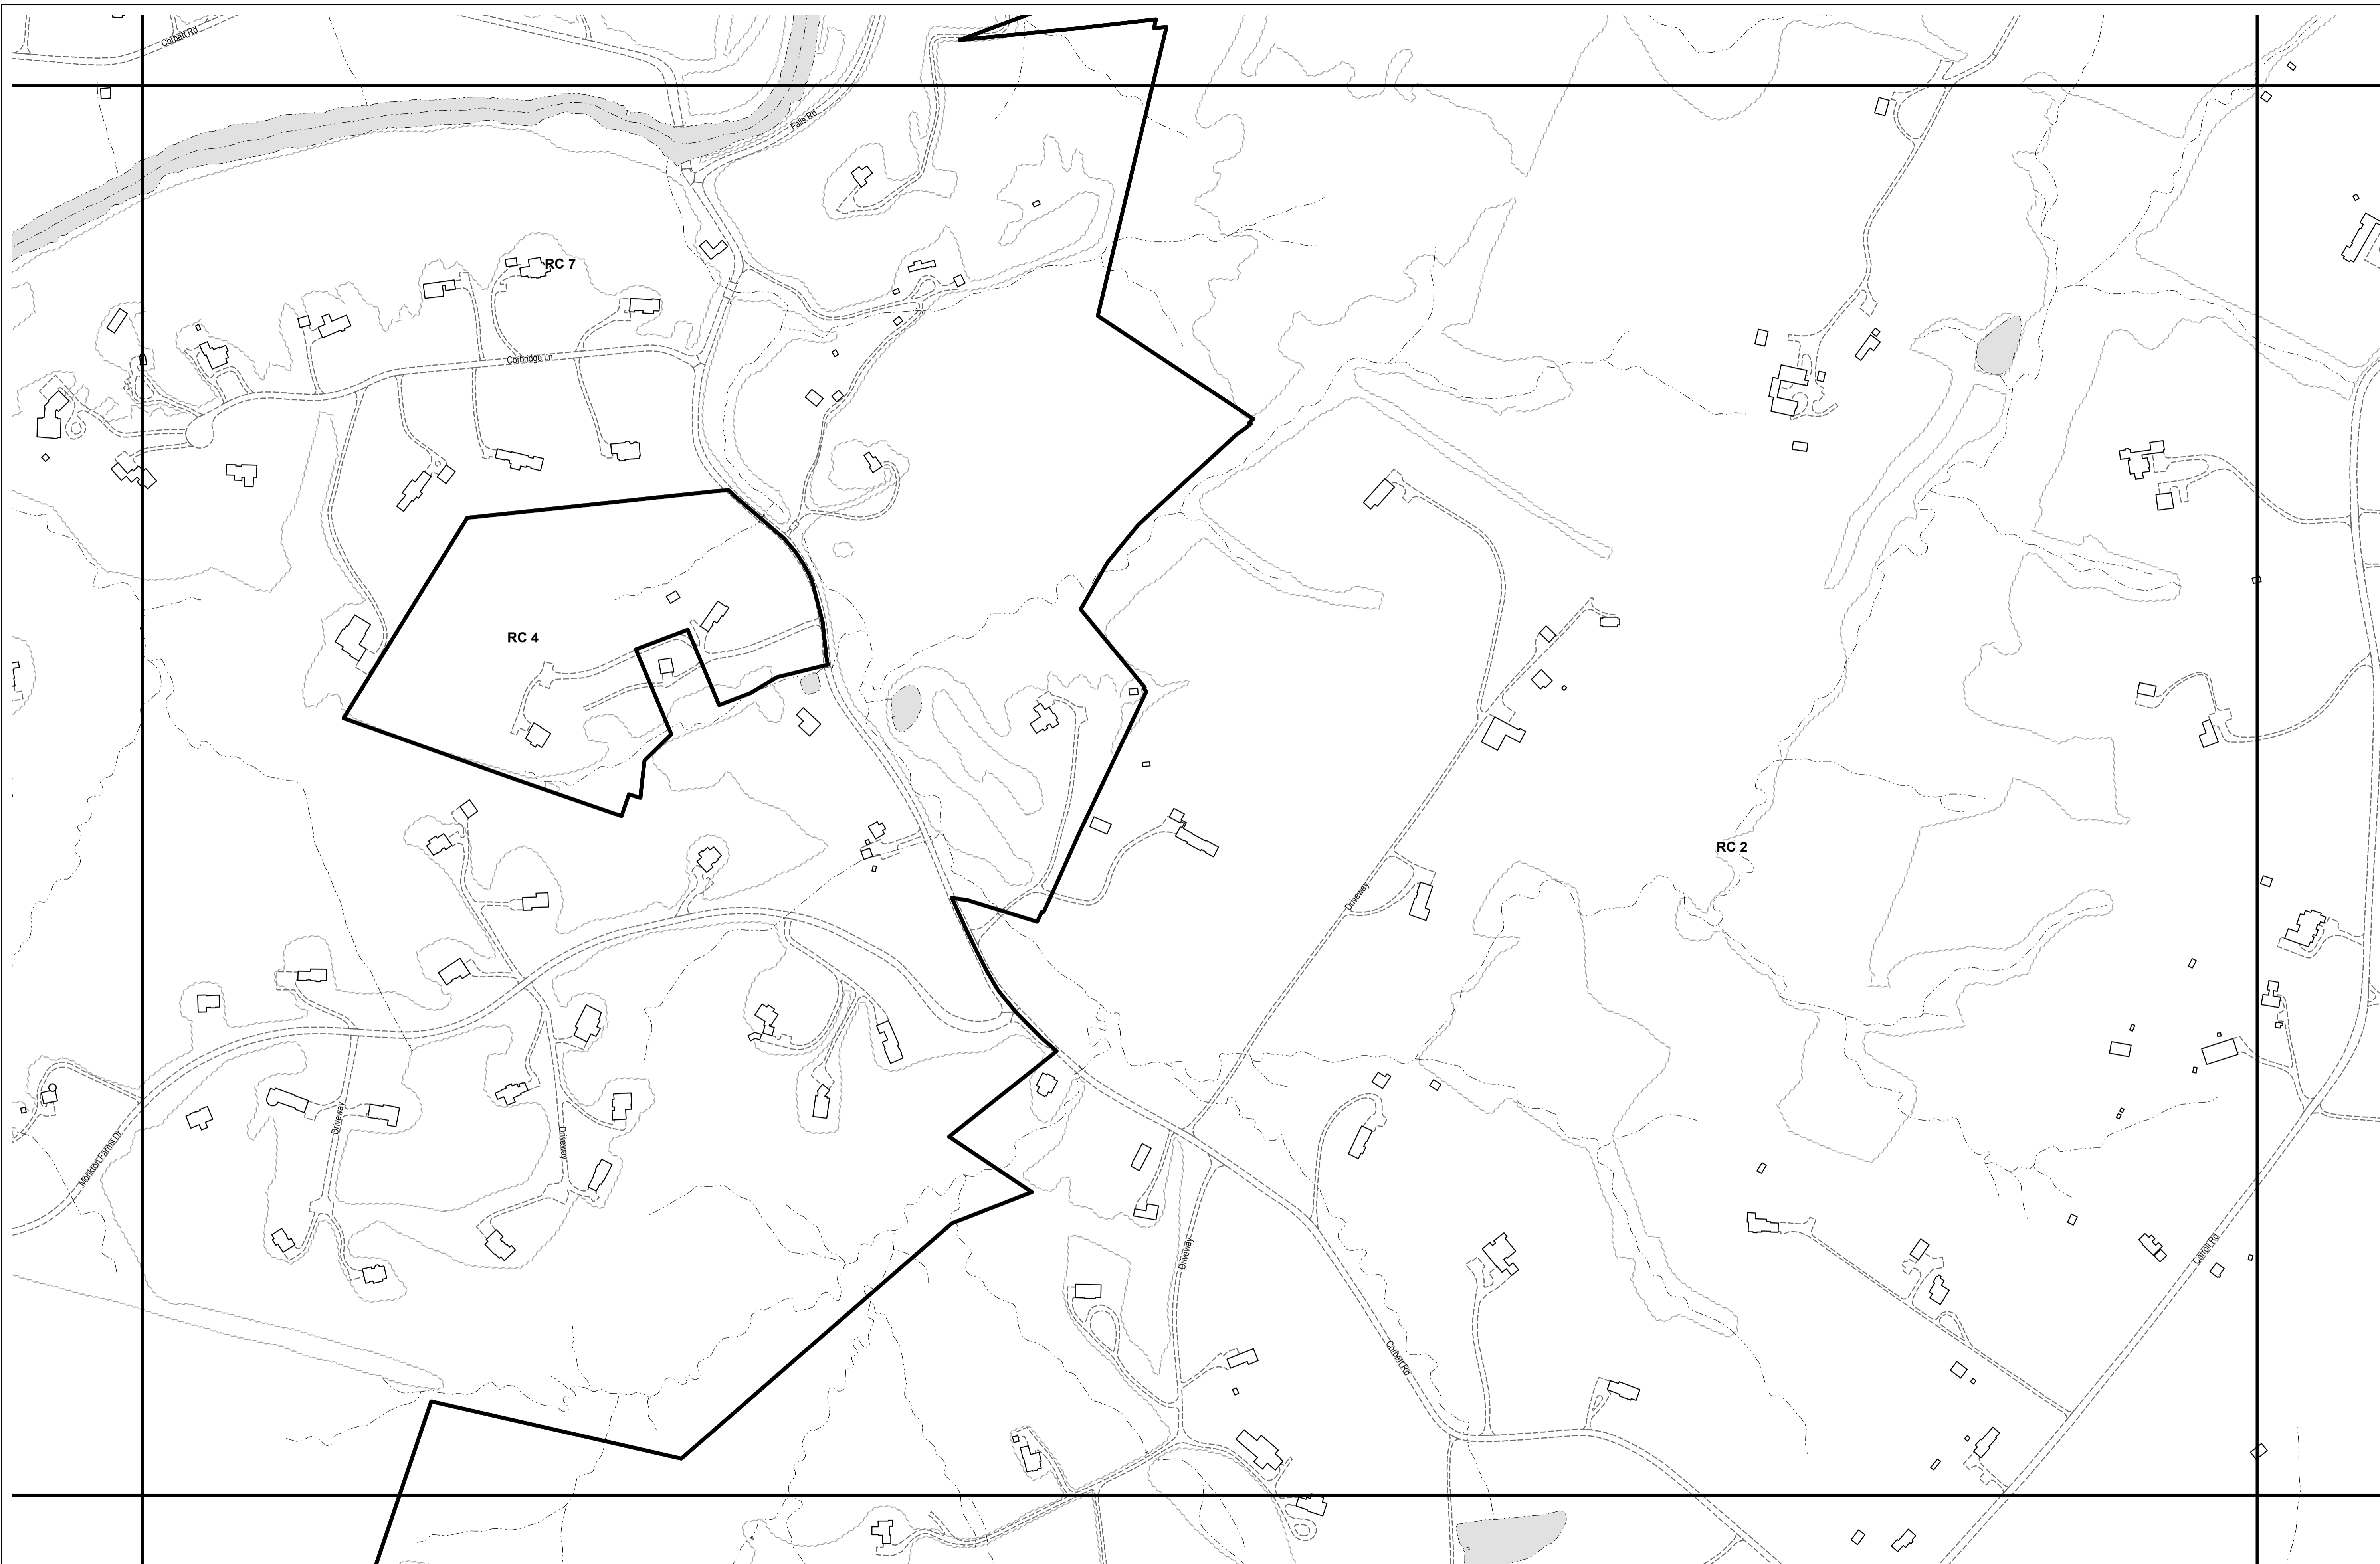 Corbett Rd
Falls Rd
RC 7
Corbridge Ln
RC 4
RC 2
Driveway
Driveway
Driveway
Monkton Farms Dr
Driveway
Carroll Rd
Corbett Rd